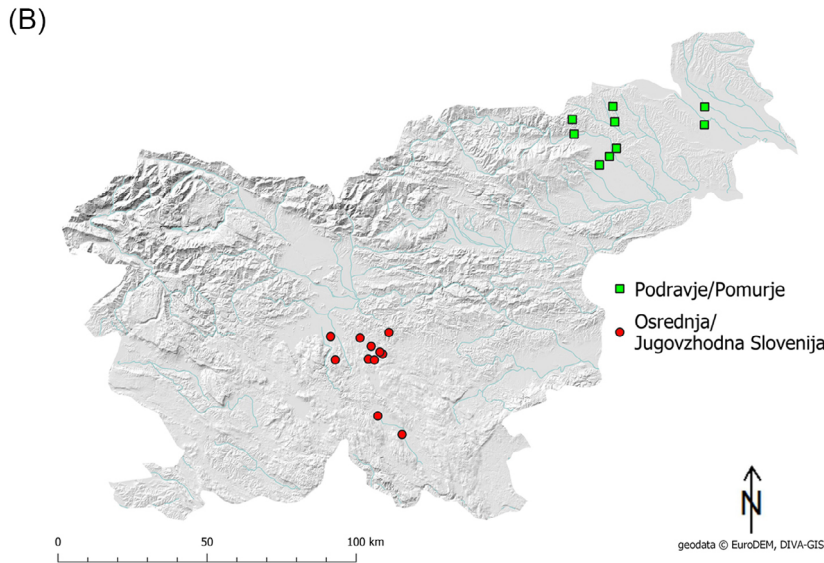 (B)
Podravje/Pomurje
Osrednja/
Jugovzhodna Slovenija
N
geodata © EuroDEM, DIVA-GIS
0 50 100 km